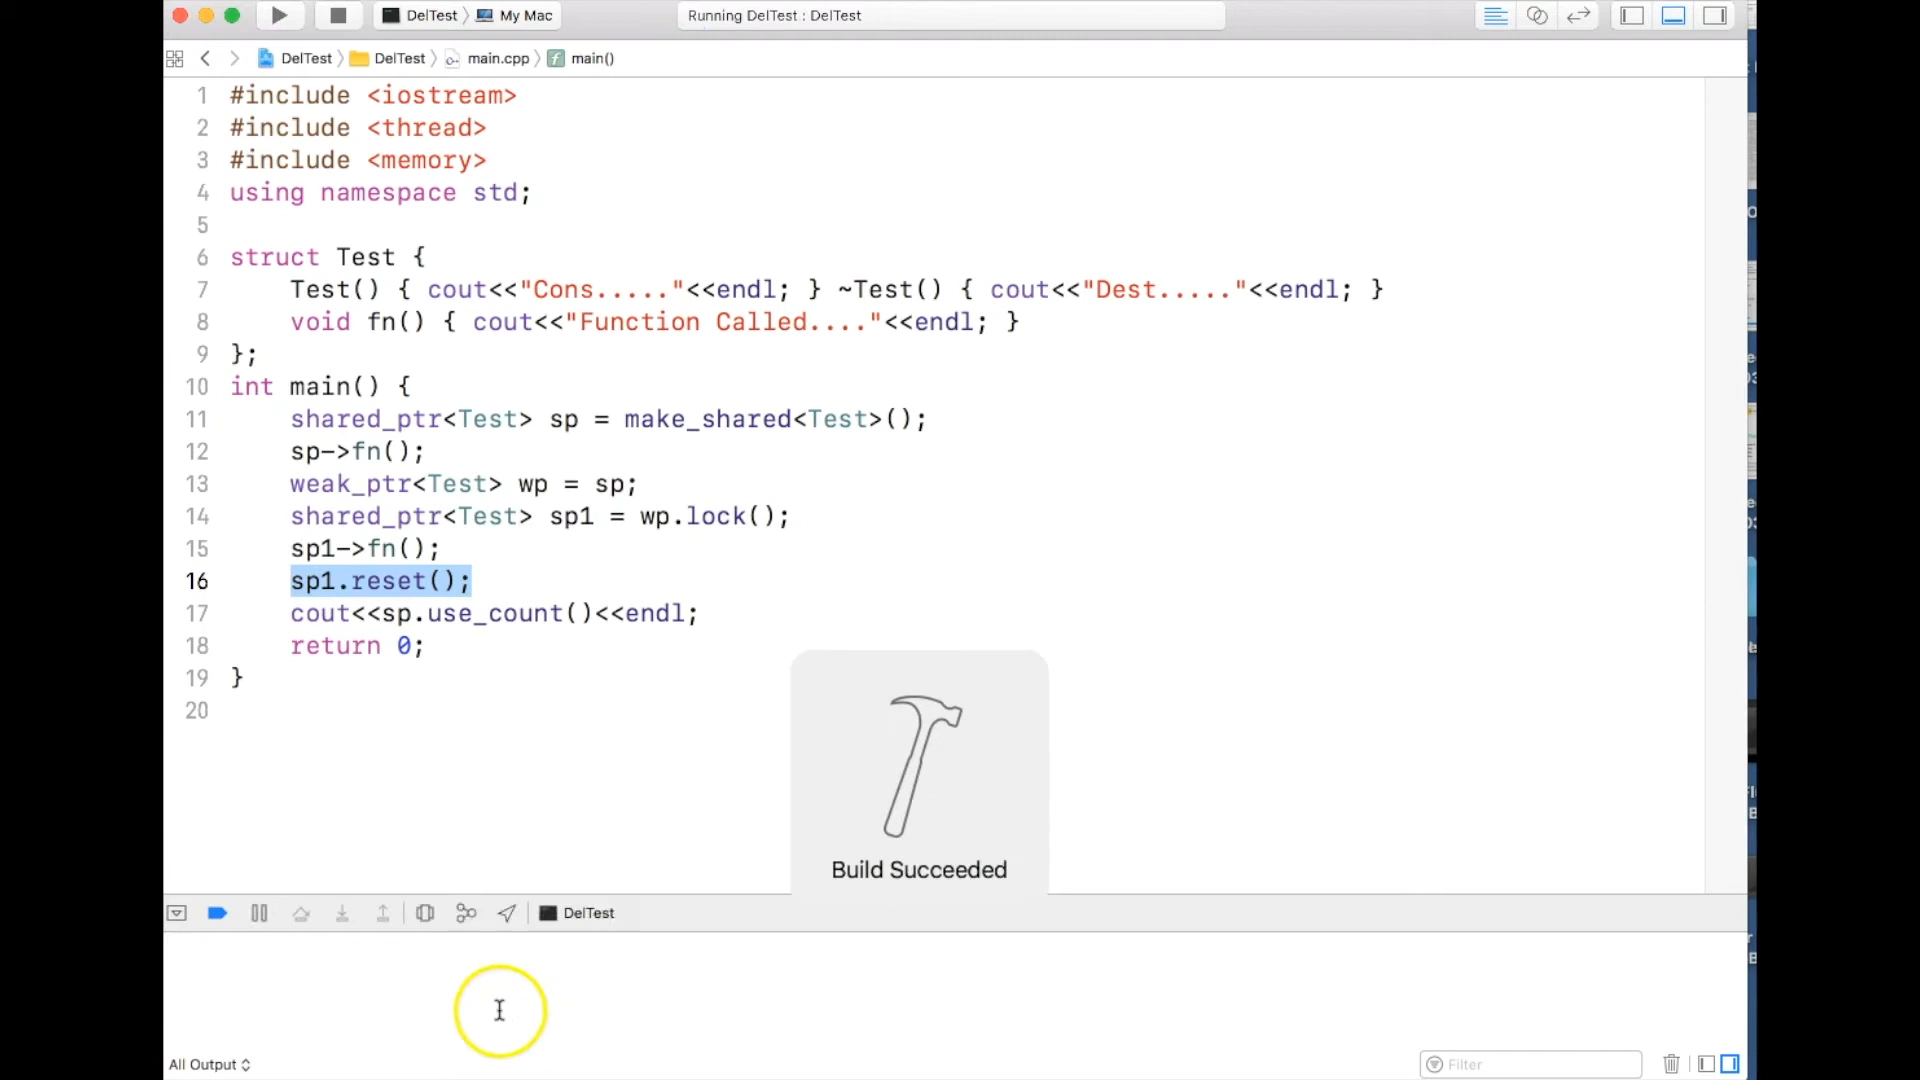 DelTest 〉 My Mac
Running DelTest : DelTest
DelTest 〉 DelTest 〉 main.cpp 〉 main()
1 #include <iostream>
2 #include <thread>
3 #include <memory>
4 using namespace std;
5
6 struct Test {
7 Test() { cout<<"Cons....."<<endl; } ~Test() { cout<<"Dest....."<<endl; }
8 void fn() { cout<<"Function Called...."<<endl; }
9 };
10 int main() {
11 shared_ptr<Test> sp = make_shared<Test>();
12 sp->fn();
13 weak_ptr<Test> wp = sp;
14 shared_ptr<Test> sp1 = wp.lock();
15 sp1->fn();
16 sp1.reset();
17 cout<<sp.use_count()<<endl;
18 return 0;
19 }
20
Build Succeeded
DelTest
All Output
Filter